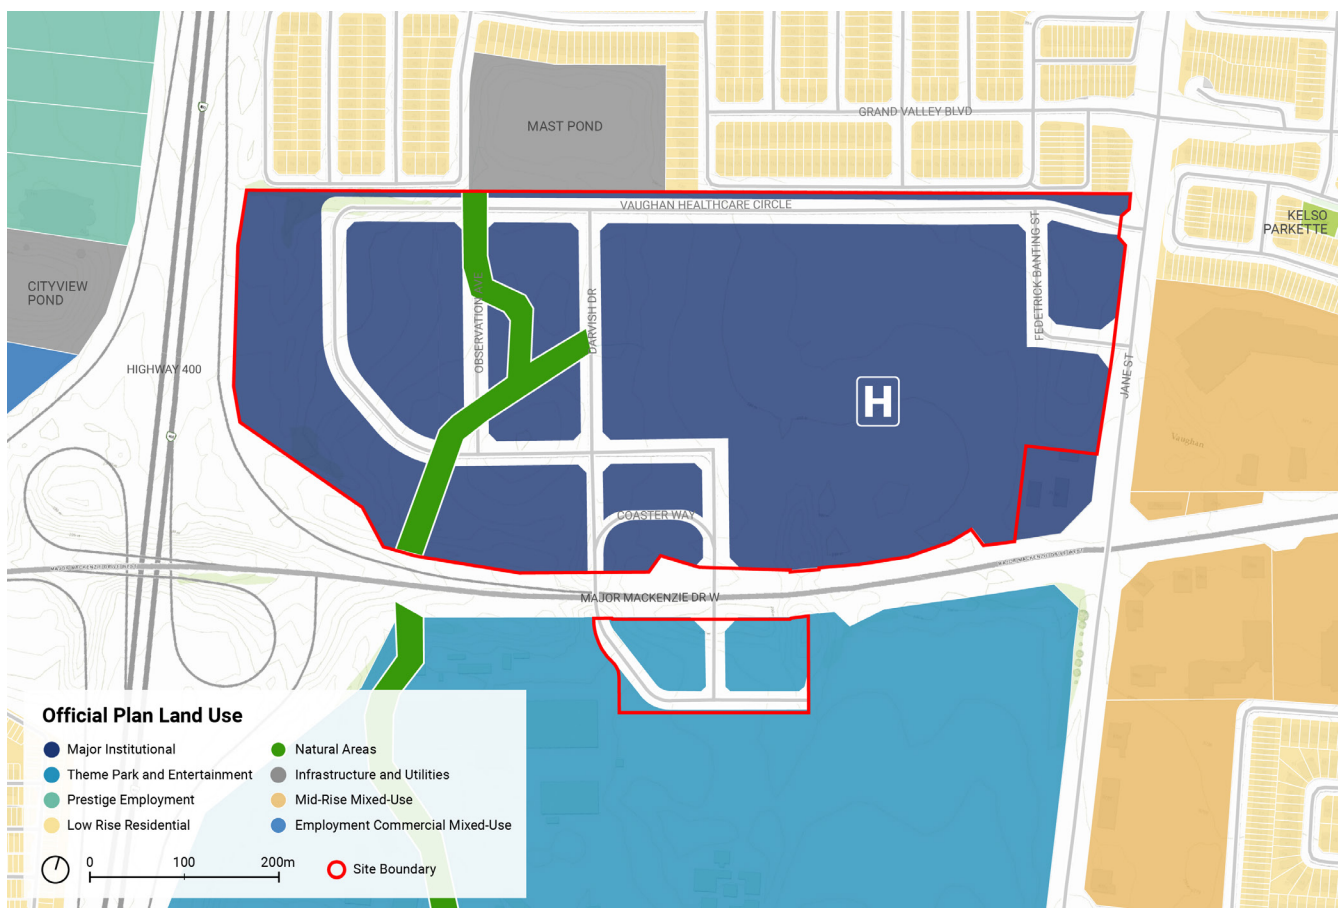 MAST POND
GRAND VALLEY BLVD
VAUGHAN HEALTHCARE CIRCLE
KELSO
PARKETTE
CITYVIEW
POND
OBSERVATION AVE
DARVISH DR
FEDETRICK BANTING ST
HIGHWAY 400
JANE ST
H
Vaughan
COASTER WAY
MAJOR MACKENZIE DR W
Official Plan Land Use
Major Institutional
Natural Areas
Theme Park and Entertainment
Infrastructure and Utilities
Prestige Employment
Mid-Rise Mixed-Use
Low Rise Residential
Employment Commercial Mixed-Use
0 100 200m
Site Boundary